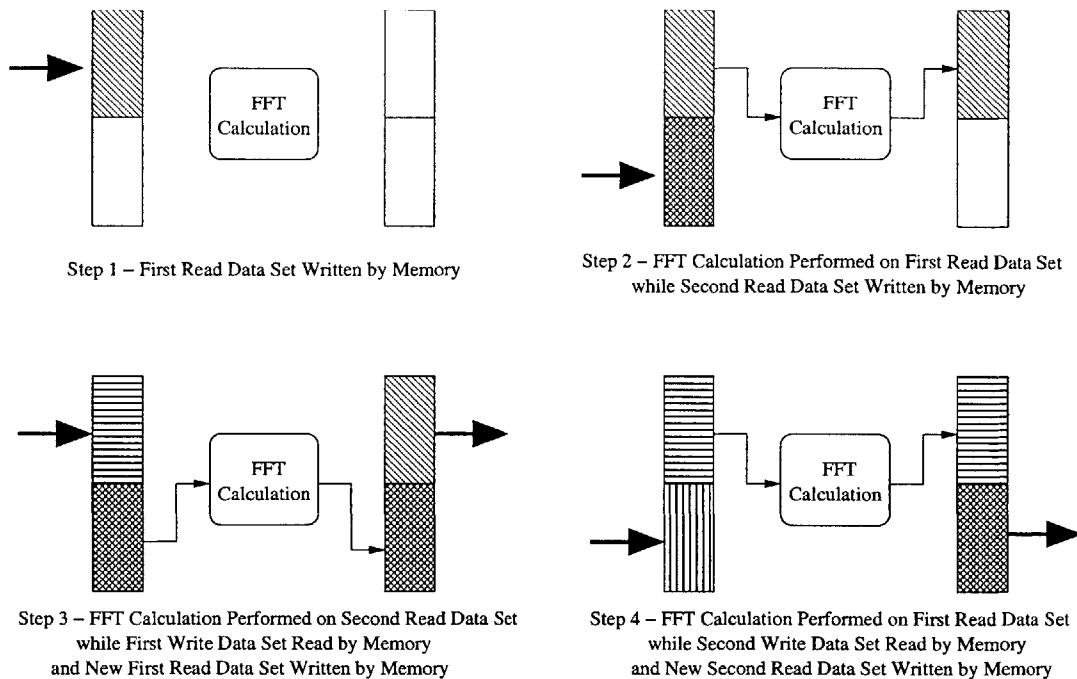 FFT
Calculation
Step 1 – First Read Data Set Written by Memory
FFT
Calculation
Step 2 – FFT Calculation Performed on First Read Data Set
while Second Read Data Set Written by Memory
FFT
Calculation
Step 3 – FFT Calculation Performed on Second Read Data Set
while First Write Data Set Read by Memory
and New First Read Data Set Written by Memory
FFT
Calculation
Step 4 – FFT Calculation Performed on First Read Data Set
while Second Write Data Set Read by Memory
and New Second Read Data Set Written by Memory